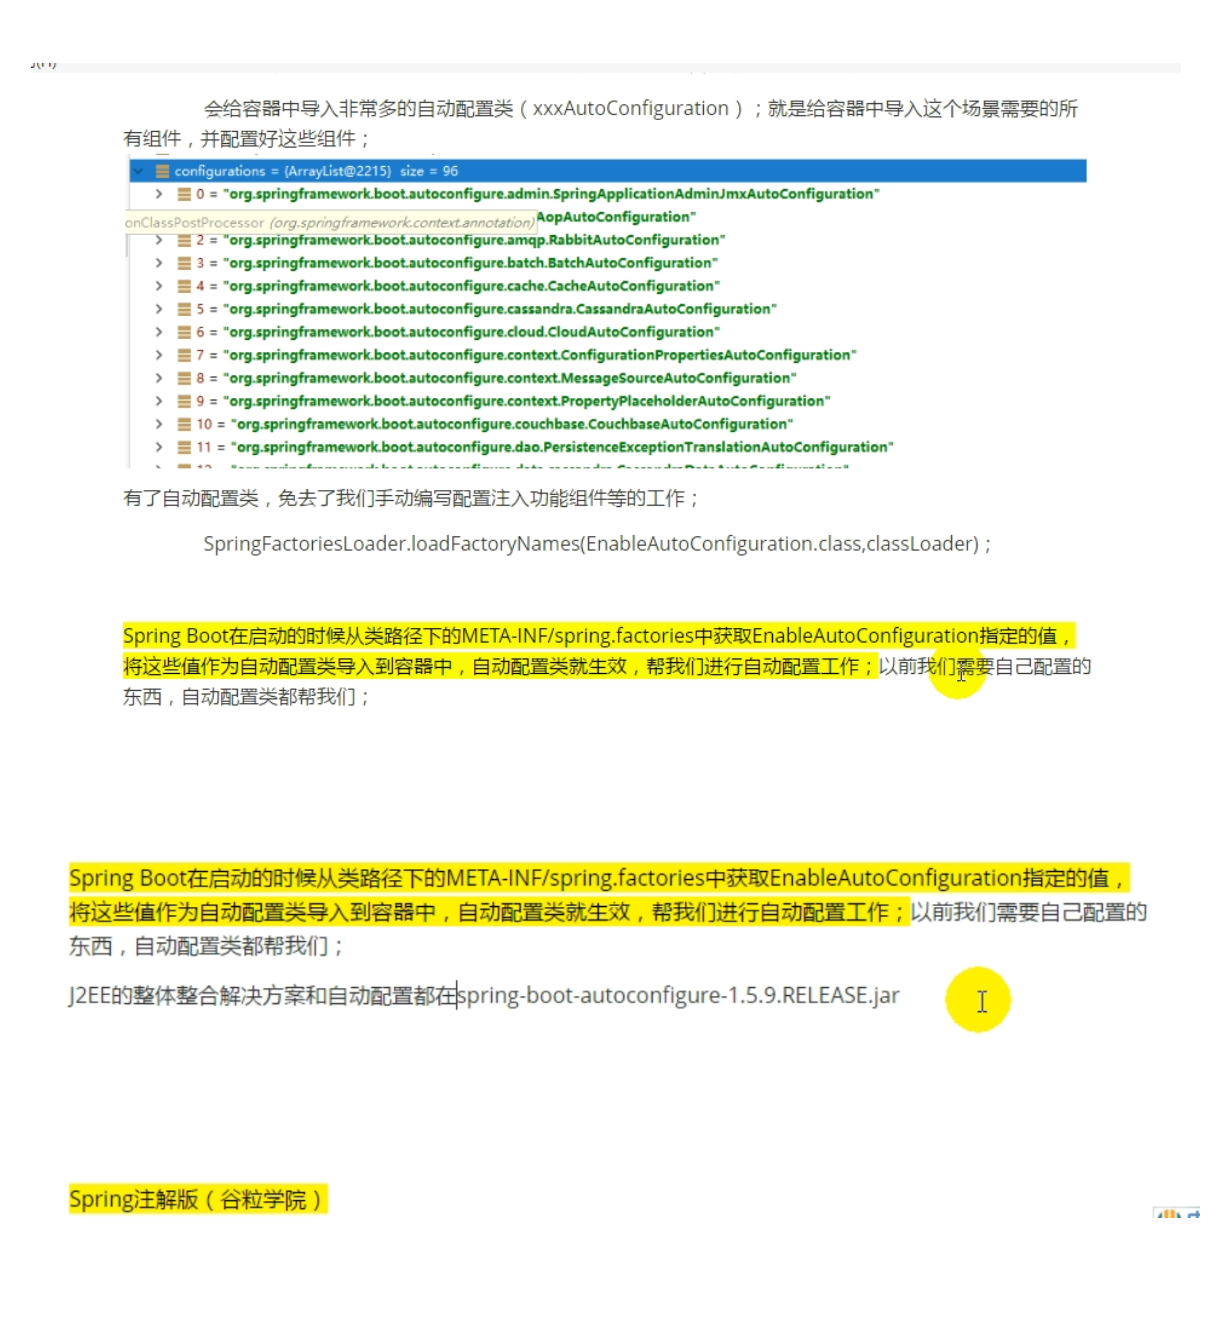 会给容器中导入非常多的自动配置类（xxxAutoConfiguration）；就是给容器中导入这个场景需要的所
有组件，并配置好这些组件；
configurations = {ArrayList@2215} size = 96
0 = "org.springframework.boot.autoconfigure.admin.SpringApplicationAdminJmxAutoConfiguration"
onClassPostProcessor (org.springframework.context.annotation) AopAutoConfiguration"
2 = "org.springframework.boot.autoconfigure.amqp.RabbitAutoConfiguration"
3 = "org.springframework.boot.autoconfigure.batch.BatchAutoConfiguration"
4 = "org.springframework.boot.autoconfigure.cache.CacheAutoConfiguration"
5 = "org.springframework.boot.autoconfigure.cassandra.CassandraAutoConfiguration"
6 = "org.springframework.boot.autoconfigure.cloud.CloudAutoConfiguration"
7 = "org.springframework.boot.autoconfigure.context.ConfigurationPropertiesAutoConfiguration"
8 = "org.springframework.boot.autoconfigure.context.MessageSourceAutoConfiguration"
9 = "org.springframework.boot.autoconfigure.context.PropertyPlaceholderAutoConfiguration"
10 = "org.springframework.boot.autoconfigure.couchbase.CouchbaseAutoConfiguration"
11 = "org.springframework.boot.autoconfigure.dao.PersistenceExceptionTranslationAutoConfiguration"
有了自动配置类，免去了我们手动编写配置注入功能组件等的工作；
SpringFactoriesLoader.loadFactoryNames(EnableAutoConfiguration.class,classLoader)；
Spring Boot在启动的时候从类路径下的META-INF/spring.factories中获取EnableAutoConfiguration指定的值，
将这些值作为自动配置类导入到容器中，自动配置类就生效，帮我们进行自动配置工作；以前我们需要自己配置的
东西，自动配置类都帮我们；
Spring Boot在启动的时候从类路径下的META-INF/spring.factories中获取EnableAutoConfiguration指定的值，
将这些值作为自动配置类导入到容器中，自动配置类就生效，帮我们进行自动配置工作；以前我们需要自己配置的
东西，自动配置类都帮我们；
J2EE的整体整合解决方案和自动配置都在spring-boot-autoconfigure-1.5.9.RELEASE.jar
Spring注解版（谷粒学院）